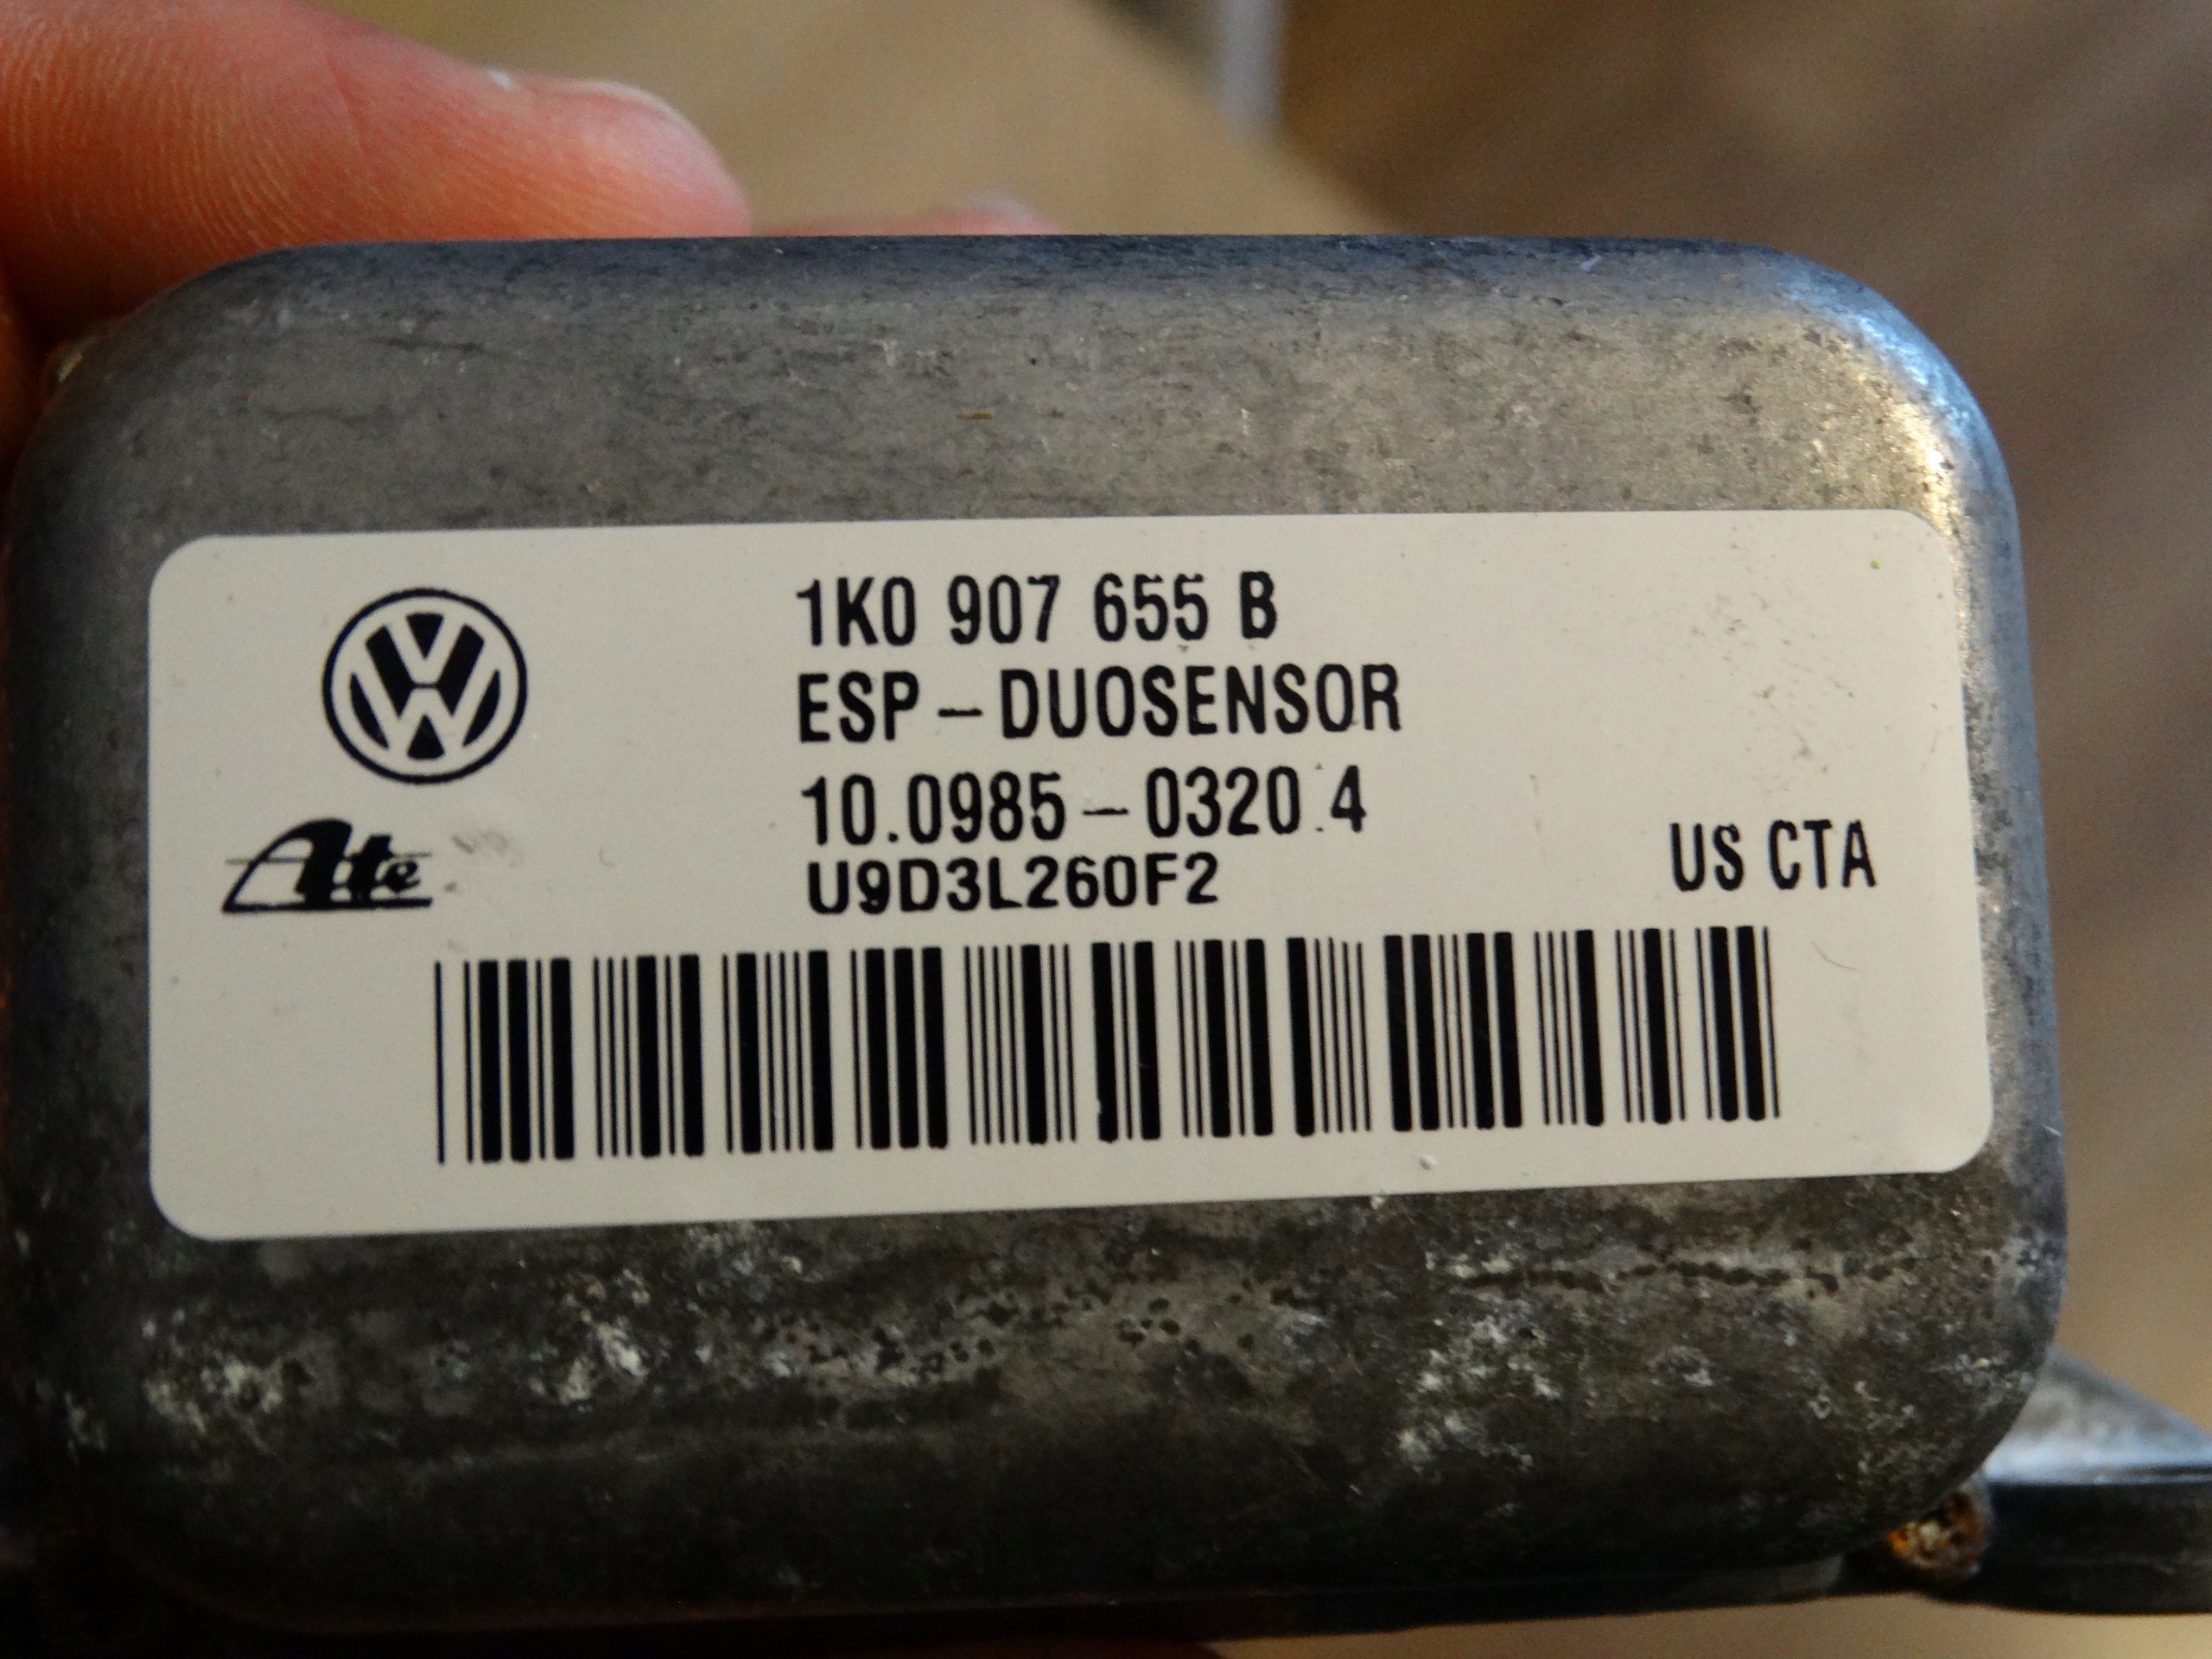 1K0 907 655 B
ESP-DUOSENSOR
10.0985-0320.4
U9D3L260F2
US CTA
Ate